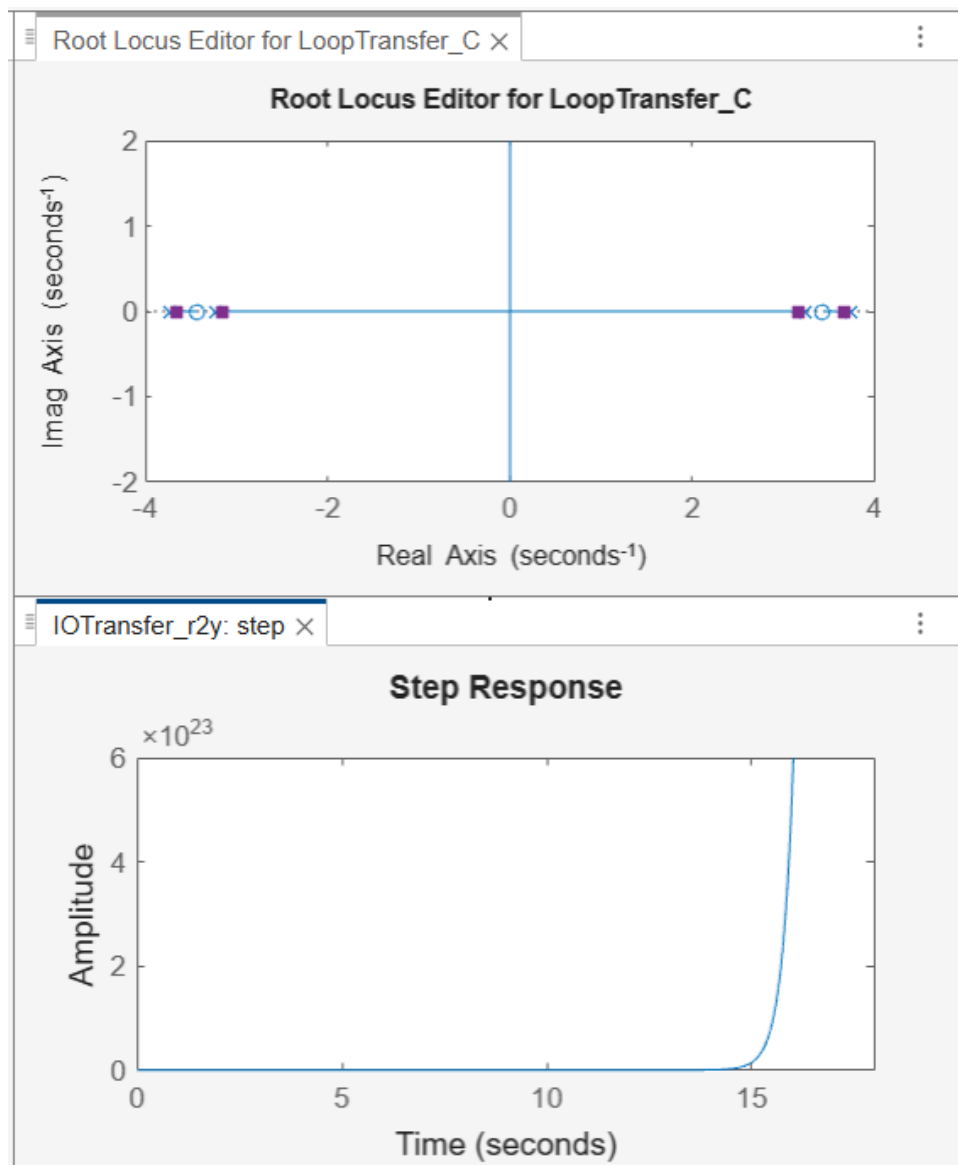 Root Locus Editor for LoopTransfer_C ×
Root Locus Editor for LoopTransfer_C
Imag Axis (seconds⁻¹)
2
1
0
-1
-2
-4 -2 0 2 4
Real Axis (seconds⁻¹)
IOTransfer_r2y: step ×
Step Response
×10²³
Amplitude
6
4
2
0
0 5 10 15
Time (seconds)